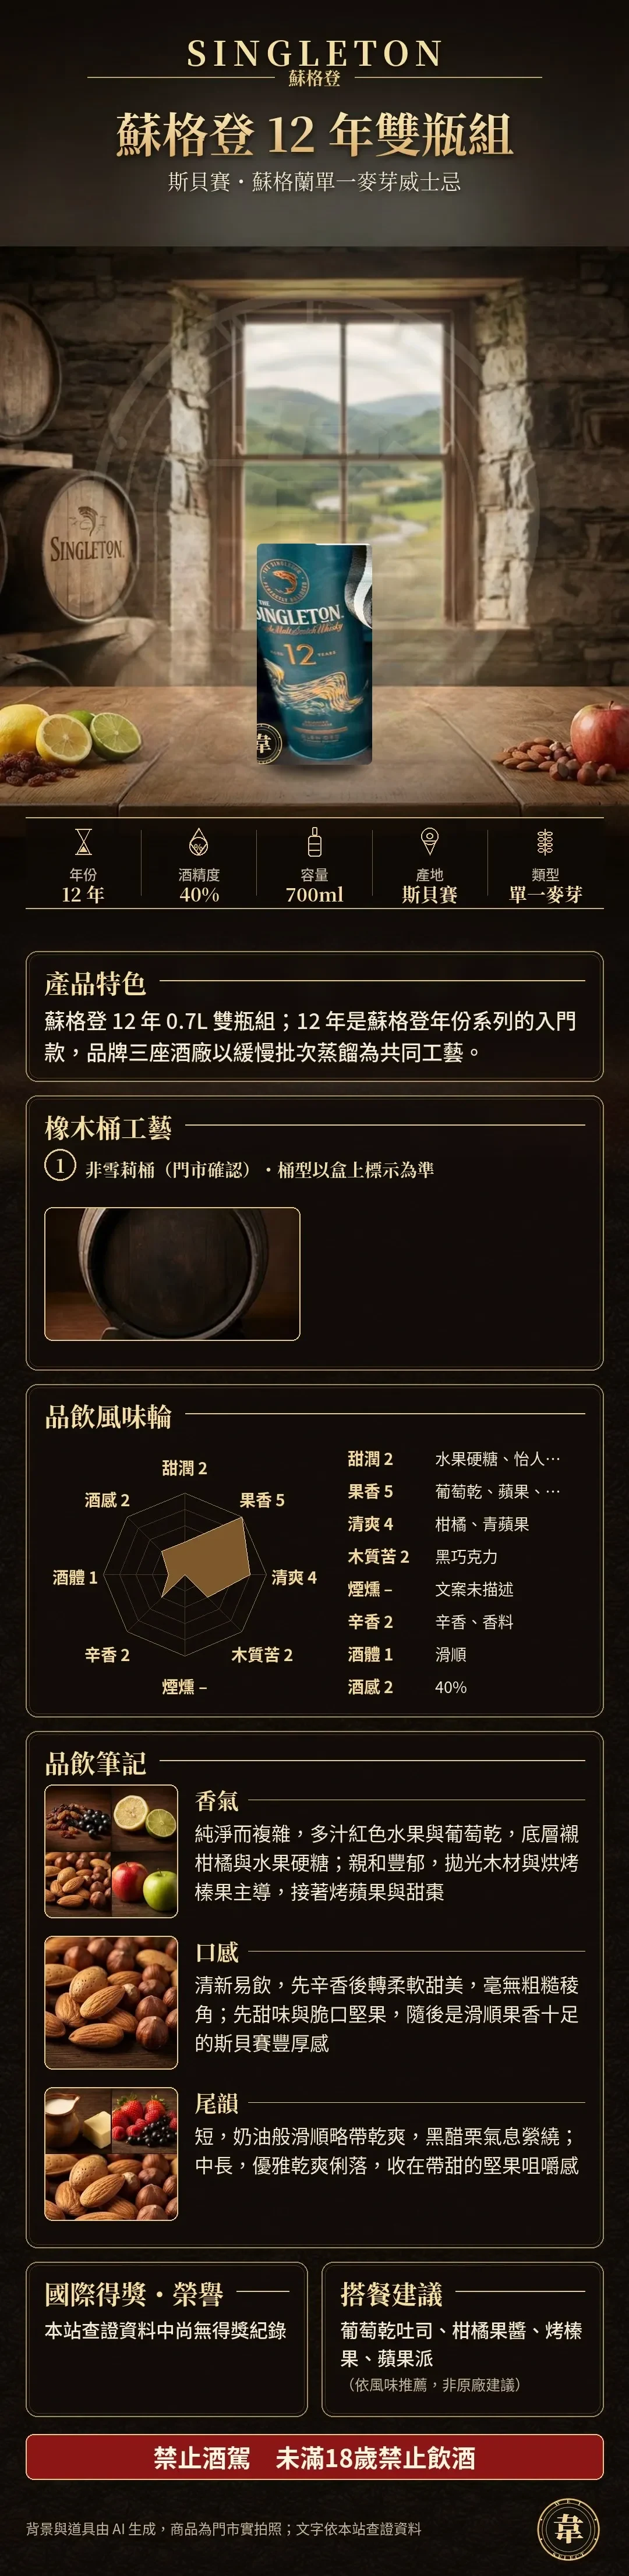 SINGLETON
蘇格登
蘇格登 12 年雙瓶組
斯貝賽・蘇格蘭單一麥芽威士忌
SINGLETON
THE
SINGLETON
12 YEARS
韋
年份
12 年
酒精度
40%
容量
700ml
產地
斯貝賽
類型
單一麥芽
產品特色
蘇格登 12 年 0.7L 雙瓶組；12 年是蘇格登年份系列的入門
款，品牌三座酒廠以緩慢批次蒸餾為共同工藝。
橡木桶工藝
1 非雪莉桶（門市確認）・桶型以盒上標示為準
品飲風味輪
甜潤 2
果香 5
清爽 4
木質苦 2
煙燻 –
辛香 2
酒體 1
酒感 2
甜潤 2 水果硬糖、怡人…
果香 5 葡萄乾、蘋果、…
清爽 4 柑橘、青蘋果
木質苦 2 黑巧克力
煙燻 – 文案未描述
辛香 2 辛香、香料
酒體 1 滑順
酒感 2 40%
品飲筆記
香氣
純淨而複雜，多汁紅色水果與葡萄乾，底層襯
柑橘與水果硬糖；親和豐郁，拋光木材與烘烤
榛果主導，接著烤蘋果與甜棗
口感
清新易飲，先辛香後轉柔軟甜美，毫無粗糙稜
角；先甜味與脆口堅果，隨後是滑順果香十足
的斯貝賽豐厚感
尾韻
短，奶油般滑順略帶乾爽，黑醋栗氣息縈繞；
中長，優雅乾爽俐落，收在帶甜的堅果咀嚼感
國際得獎・榮譽
本站查證資料中尚無得獎紀錄
搭餐建議
葡萄乾吐司、柑橘果醬、烤榛
果、蘋果派
（依風味推薦，非原廠建議）
禁止酒駕 未滿18歲禁止飲酒
背景與道具由 AI 生成，商品為門市實拍照；文字依本站查證資料
韋